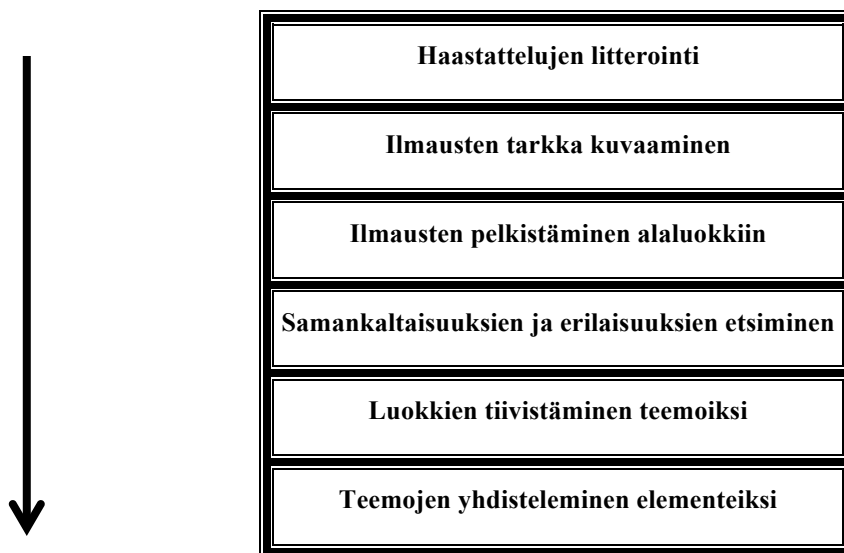 Haastattelujen litterointi
Ilmausten tarkka kuvaaminen
Ilmausten pelkistäminen alaluokkiin
Samankaltaisuuksien ja erilaisuuksien etsiminen
Luokkien tiivistäminen teemoiksi
Teemojen yhdisteleminen elementeiksi